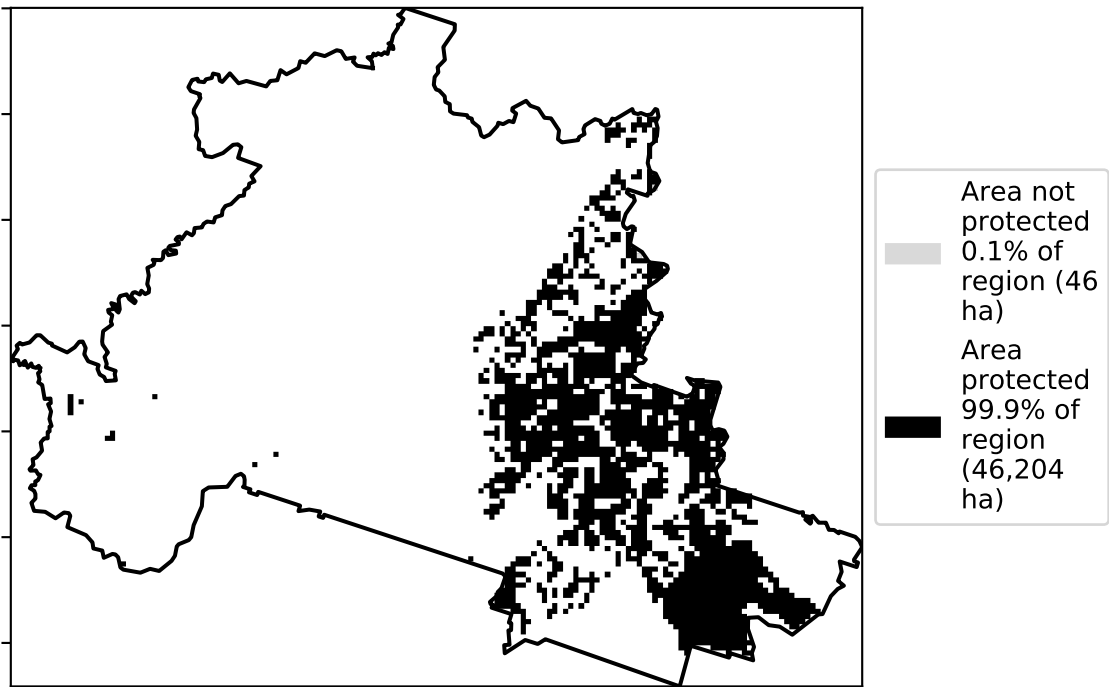 Area not
protected
0.1% of
region (46
ha)
Area
protected
99.9% of
region
(46,204
ha)